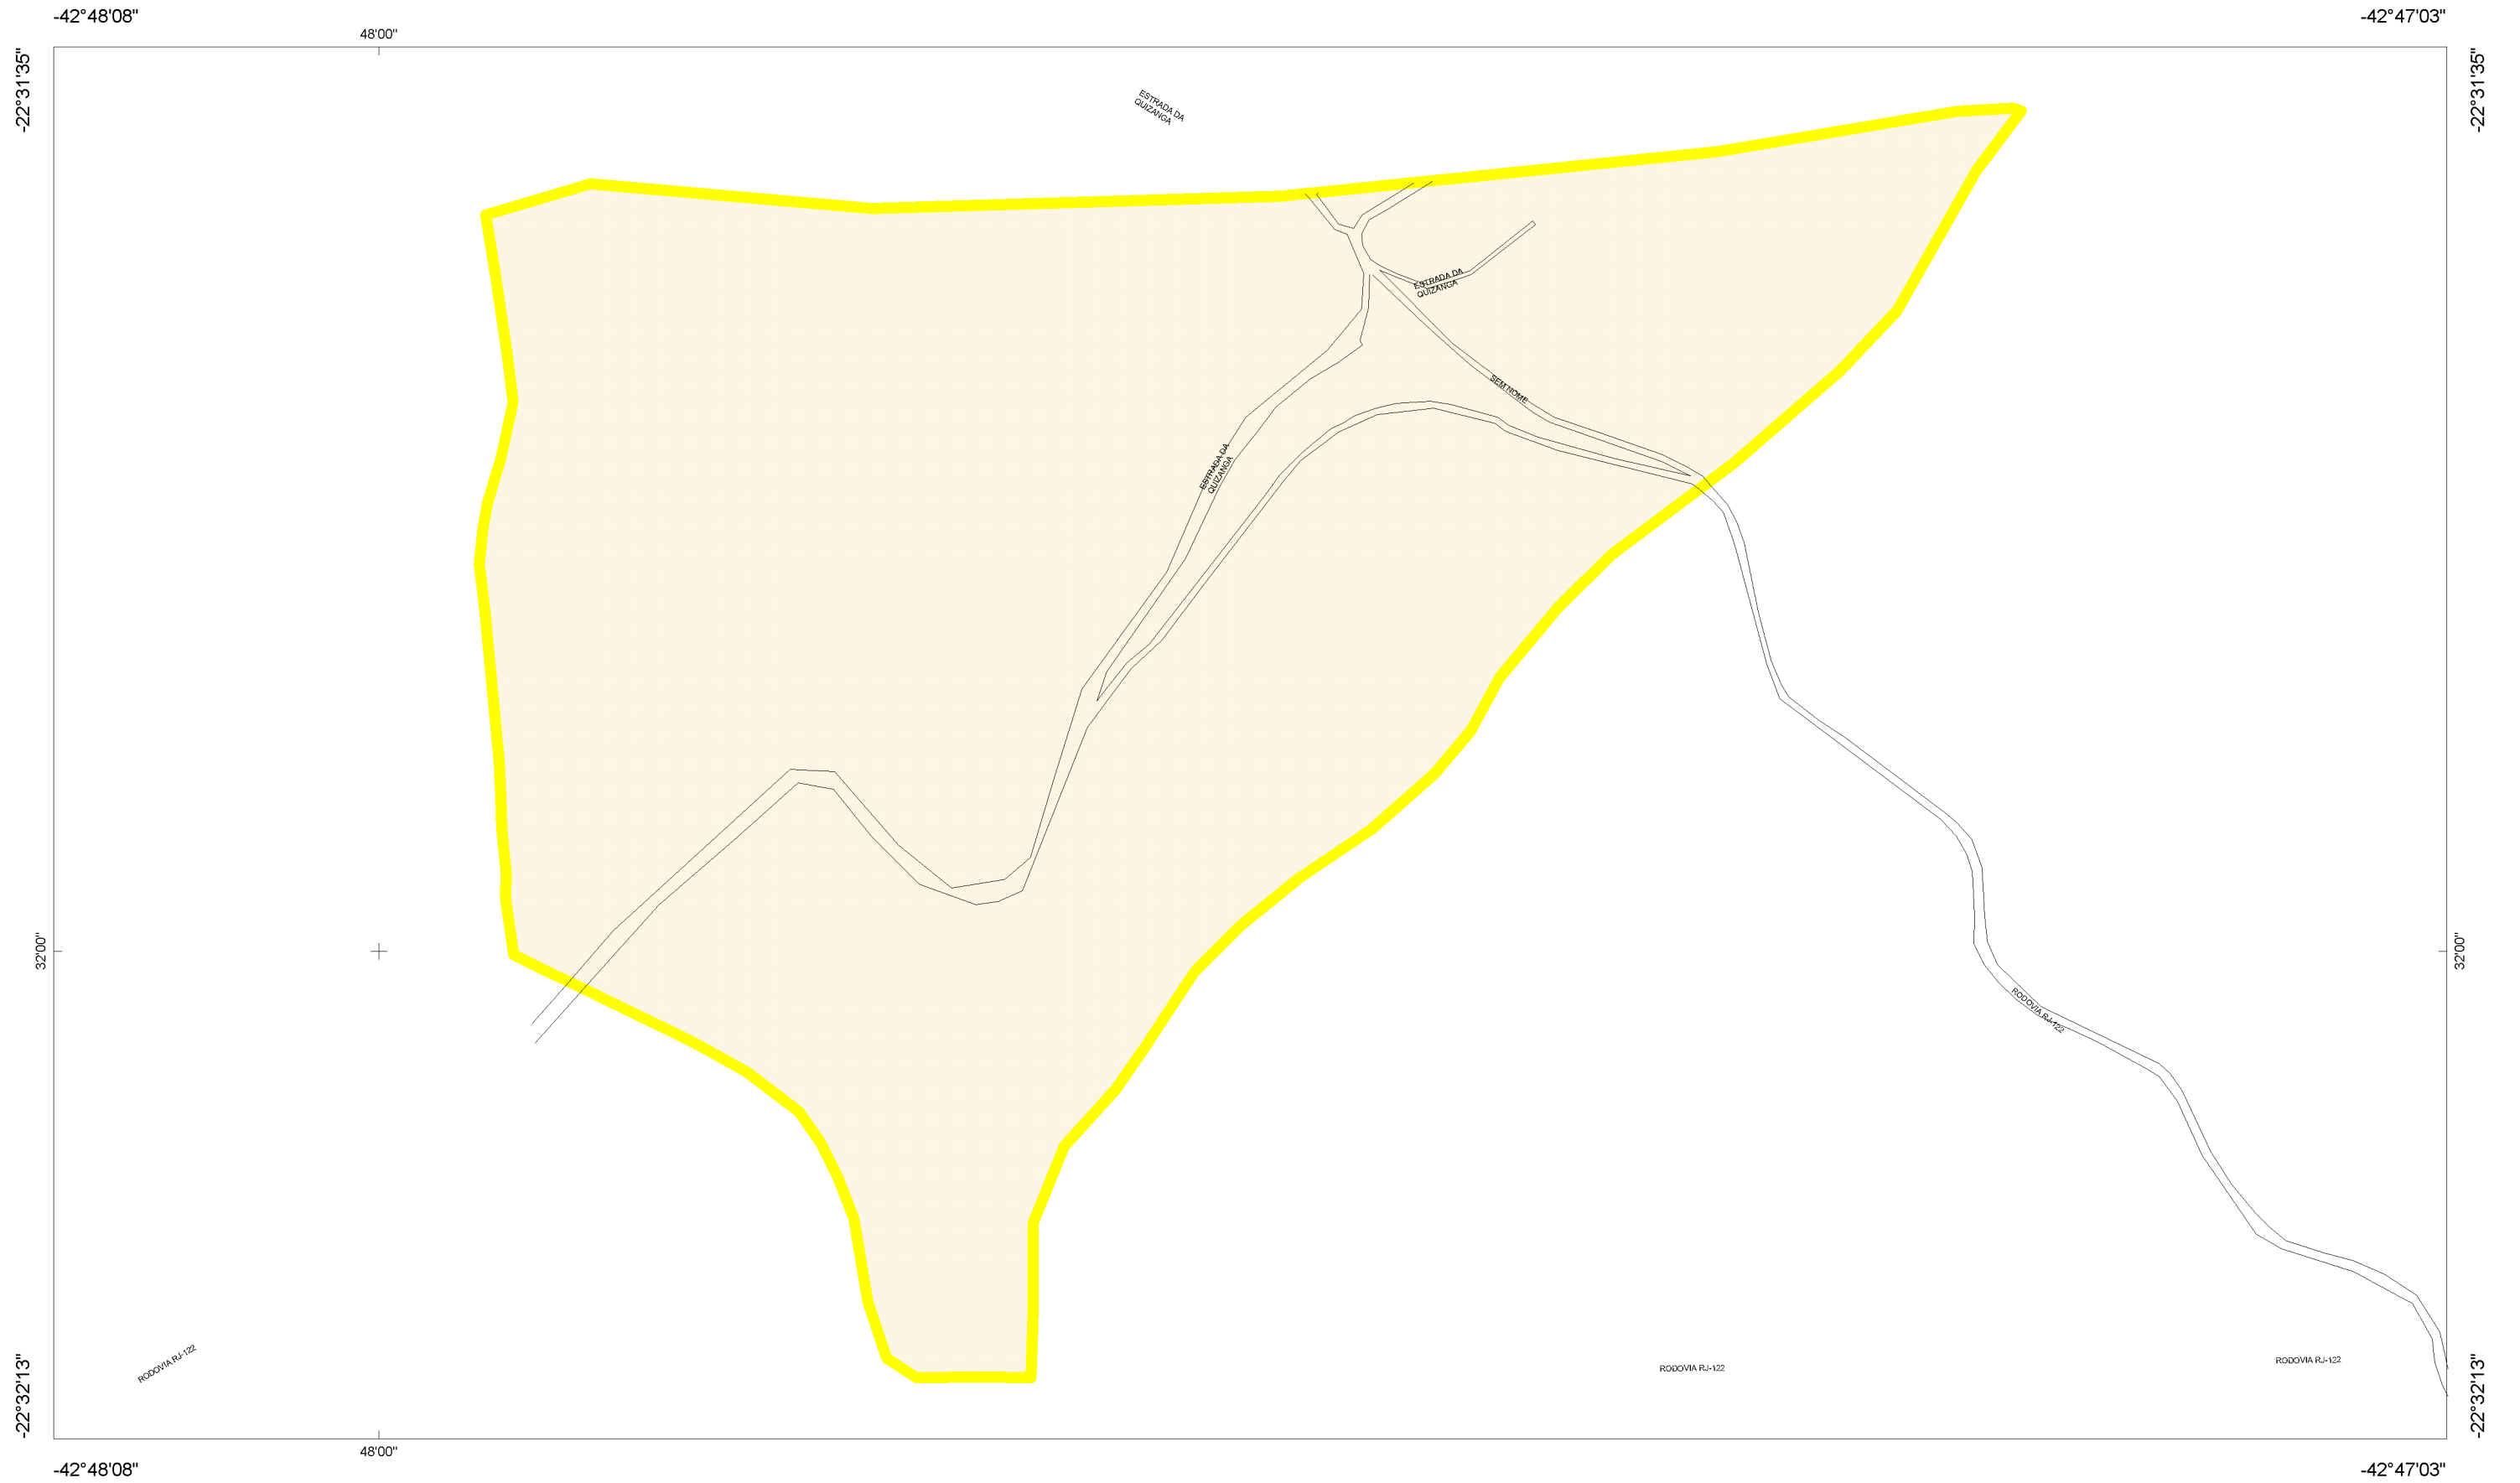 -42°48'08"
-42°47'03"
48'00"
-22°31'35"
-22°31'35"
ESTRADA DA
QUIZANGA
ESTRADA DA
QUIZANGA
SEM NOME
ESTRADA DA
QUIZANGA
32'00"
32'00"
RODOVIA RJ-122
RODOVIA RJ-122
RODOVIA RJ-122
RODOVIA RJ-122
-22°32'13"
-22°32'13"
48'00"
-42°48'08"
-42°47'03"